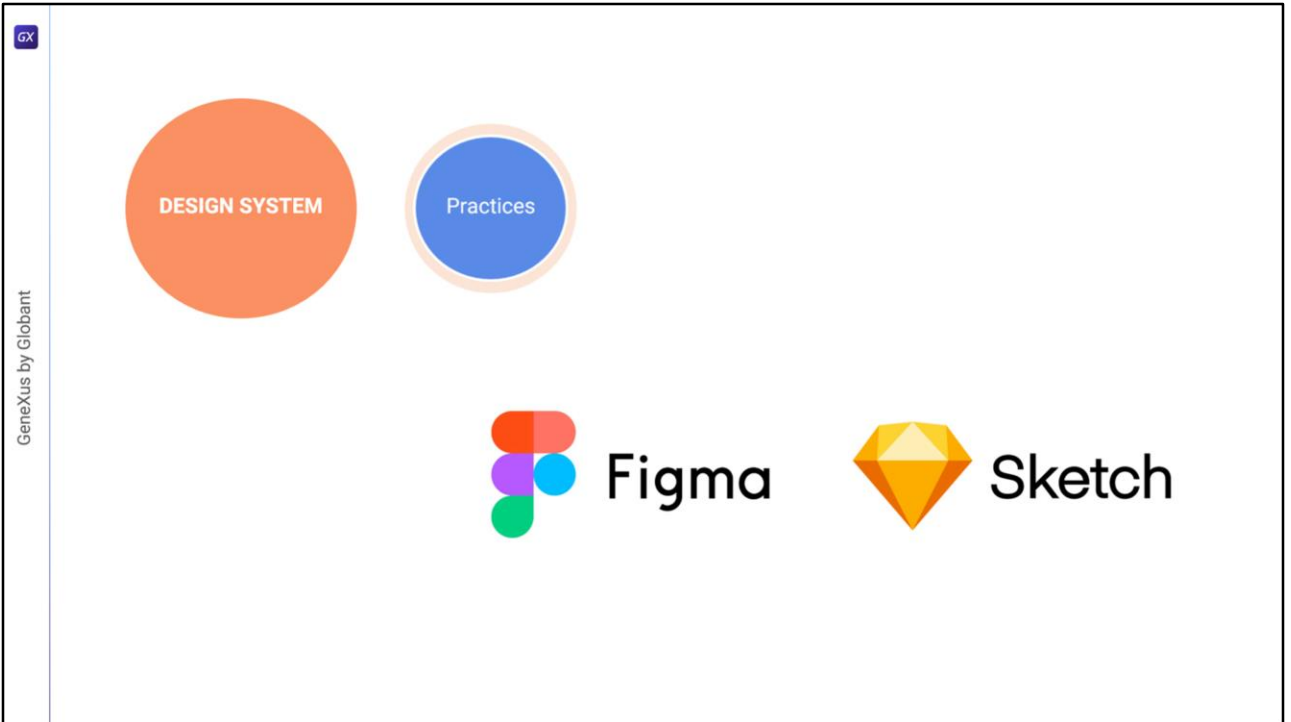 GX
GeneXus by Globant
DESIGN SYSTEM
Practices
Figma
Sketch